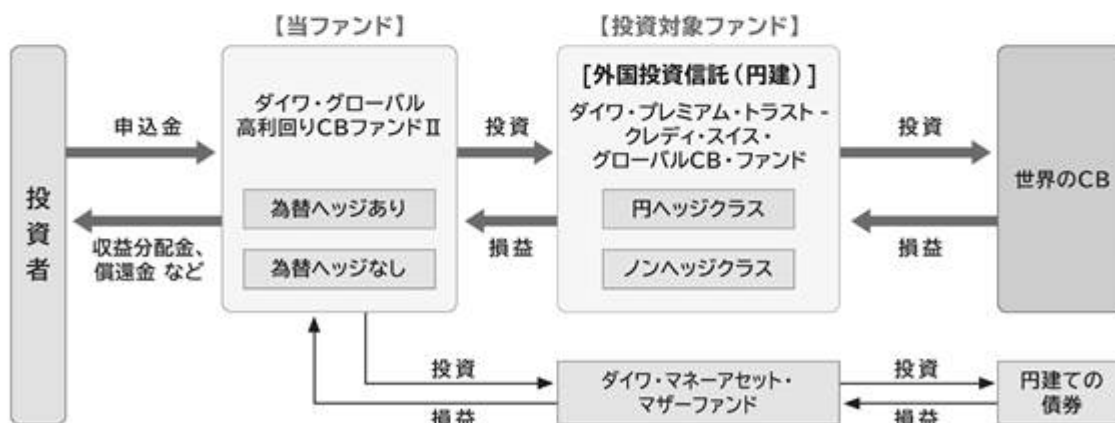 【当ファンド】
【投資対象ファンド】
投資者
申込金
収益分配金、
償還金 など
ダイワ・グローバル
高利回りCBファンドⅡ
為替ヘッジあり
為替ヘッジなし
投資
損益
[外国投資信託（円建）]
ダイワ・プレミアム・トラスト－
クレディ・スイス・
グローバルCB・ファンド
円ヘッジクラス
ノンヘッジクラス
投資
損益
世界のCB
投資
損益
ダイワ・マネーアセット・
マザーファンド
投資
損益
円建ての
債券